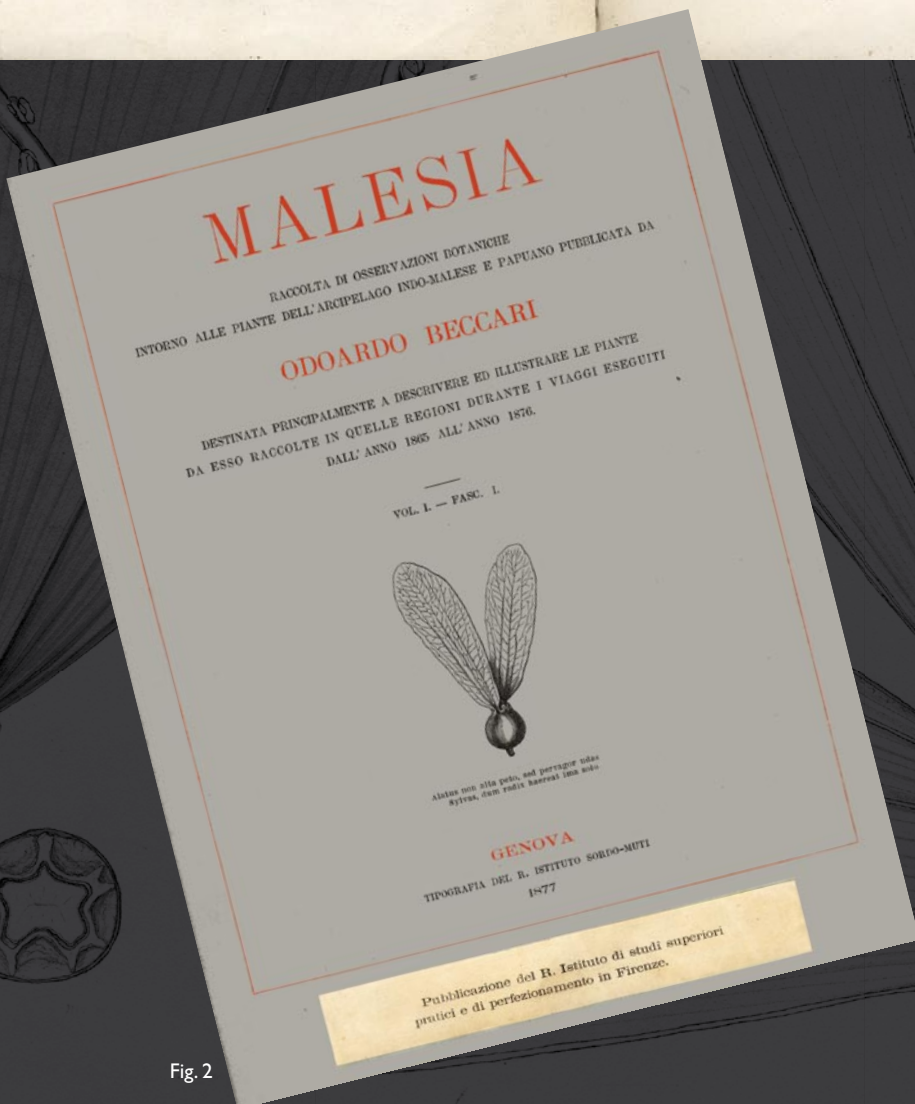 MALESIA
RACCOLTA DI OSSERVAZIONI BOTANICHE
INTORNO ALLE PIANTE DELL'ARCIPELAGO INDO-MALESE E PAPUANO PUBBLICATA DA
ODOARDO BECCARI
DESTINATA PRINCIPALMENTE A DESCRIVERE ED ILLUSTRARE LE PIANTE
DA ESSO RACCOLTE IN QUELLE REGIONI DURANTE I VIAGGI ESEGUITI
DALL' ANNO 1865 ALL' ANNO 1876.
VOL. I. — FASC. I.
Alatus non alta peto, sed pervagor udas
Sylvas, dum radix haereat ima solo
GENOVA
TIPOGRAFIA DEL R. ISTITUTO SORDO-MUTI
1877
Pubblicazione del R. Istituto di studi superiori
pratici e di perfezionamento in Firenze.
Fig. 2